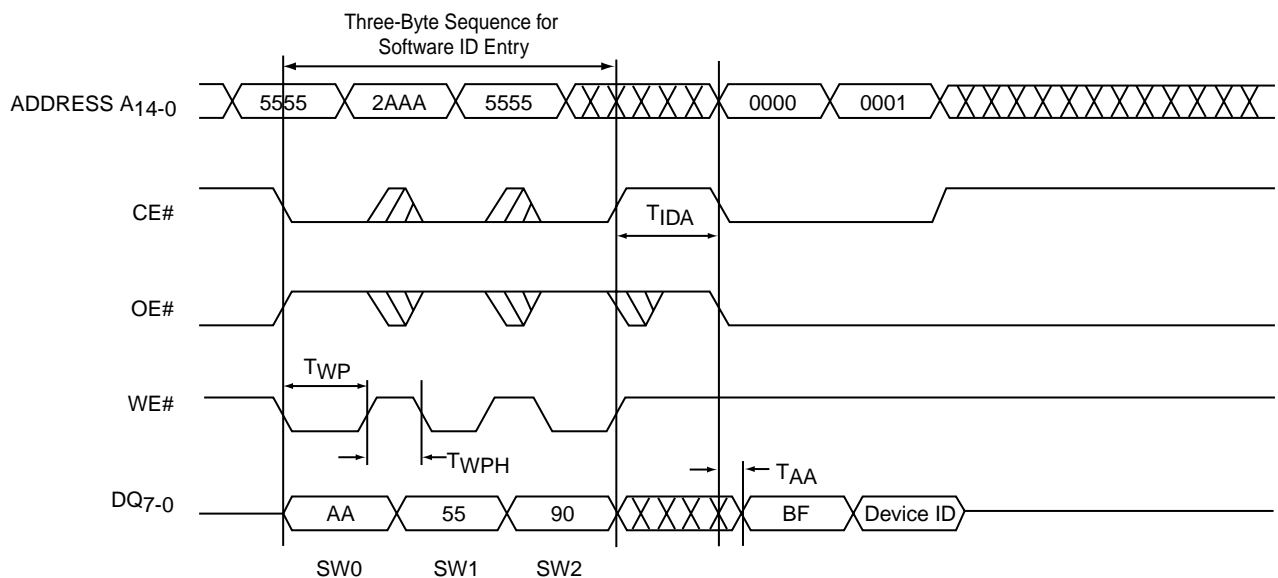 Three-Byte Sequence for
Software ID Entry
ADDRESS A14-0
5555 2AAA 5555 0000 0001
CE#
TIDA
OE#
TWP
WE#
TWPH
TAA
DQ7-0
AA 55 90 BF Device ID
SW0 SW1 SW2